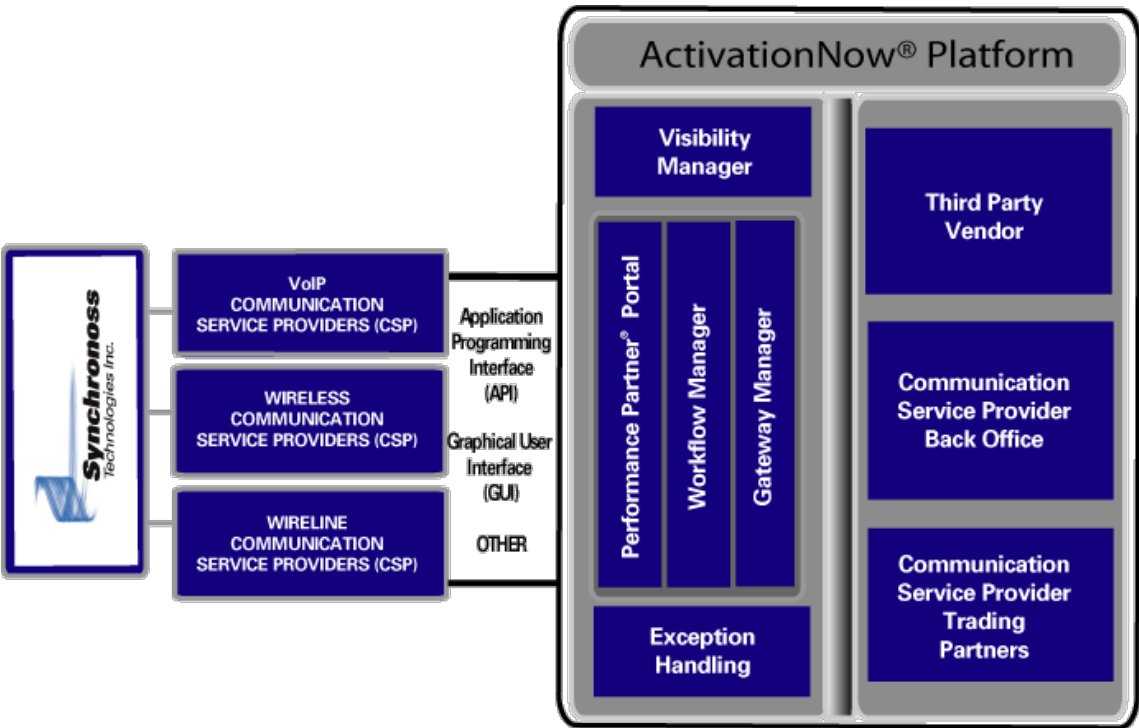 ActivationNow® Platform
Synchronoss
Technologies Inc.
VoIP
COMMUNICATION
SERVICE PROVIDERS (CSP)
WIRELESS
COMMUNICATION
SERVICE PROVIDERS (CSP)
WIRELINE
COMMUNICATION
SERVICE PROVIDERS (CSP)
Application
Programming
Interface
(API)
Graphical User
Interface
(GUI)
OTHER
Visibility
Manager
Performance Partner® Portal
Workflow Manager
Gateway Manager
Exception
Handling
Third Party
Vendor
Communication
Service Provider
Back Office
Communication
Service Provider
Trading
Partners